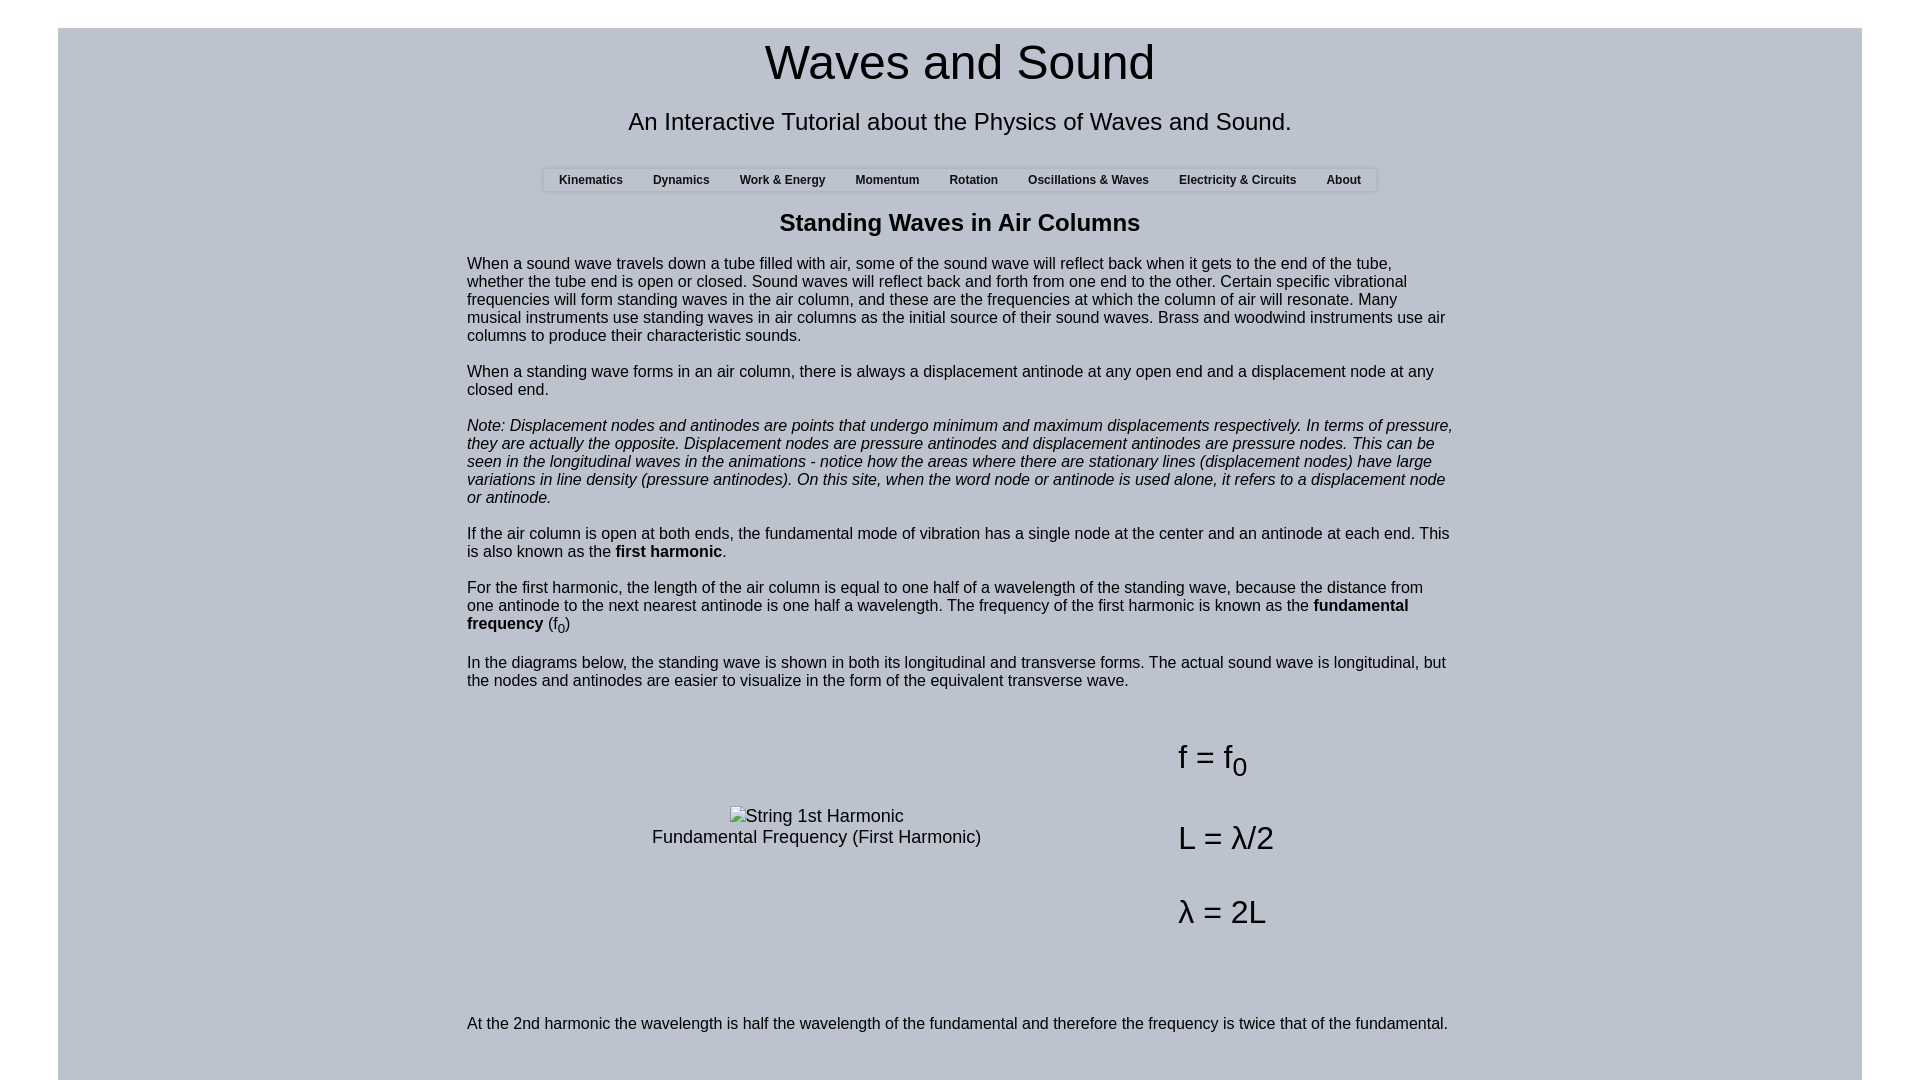 Waves and Sound
An Interactive Tutorial about the Physics of Waves and Sound.
Kinematics Dynamics Work & Energy Momentum Rotation Oscillations & Waves Electricity & Circuits About
Standing Waves in Air Columns
When a sound wave travels down a tube filled with air, some of the sound wave will reflect back when it gets to the end of the tube,
whether the tube end is open or closed. Sound waves will reflect back and forth from one end to the other. Certain specific vibrational
frequencies will form standing waves in the air column, and these are the frequencies at which the column of air will resonate. Many
musical instruments use standing waves in air columns as the initial source of their sound waves. Brass and woodwind instruments use air
columns to produce their characteristic sounds.
When a standing wave forms in an air column, there is always a displacement antinode at any open end and a displacement node at any
closed end.
Note: Displacement nodes and antinodes are points that undergo minimum and maximum displacements respectively. In terms of pressure,
they are actually the opposite. Displacement nodes are pressure antinodes and displacement antinodes are pressure nodes. This can be
seen in the longitudinal waves in the animations - notice how the areas where there are stationary lines (displacement nodes) have large
variations in line density (pressure antinodes). On this site, when the word node or antinode is used alone, it refers to a displacement node
or antinode.
If the air column is open at both ends, the fundamental mode of vibration has a single node at the center and an antinode at each end. This
is also known as the first harmonic.
For the first harmonic, the length of the air column is equal to one half of a wavelength of the standing wave, because the distance from
one antinode to the next nearest antinode is one half a wavelength. The frequency of the first harmonic is known as the fundamental
frequency (f0)
In the diagrams below, the standing wave is shown in both its longitudinal and transverse forms. The actual sound wave is longitudinal, but
the nodes and antinodes are easier to visualize in the form of the equivalent transverse wave.
String 1st Harmonic
Fundamental Frequency (First Harmonic)
f = f0
L = λ/2
λ = 2L
At the 2nd harmonic the wavelength is half the wavelength of the fundamental and therefore the frequency is twice that of the fundamental.